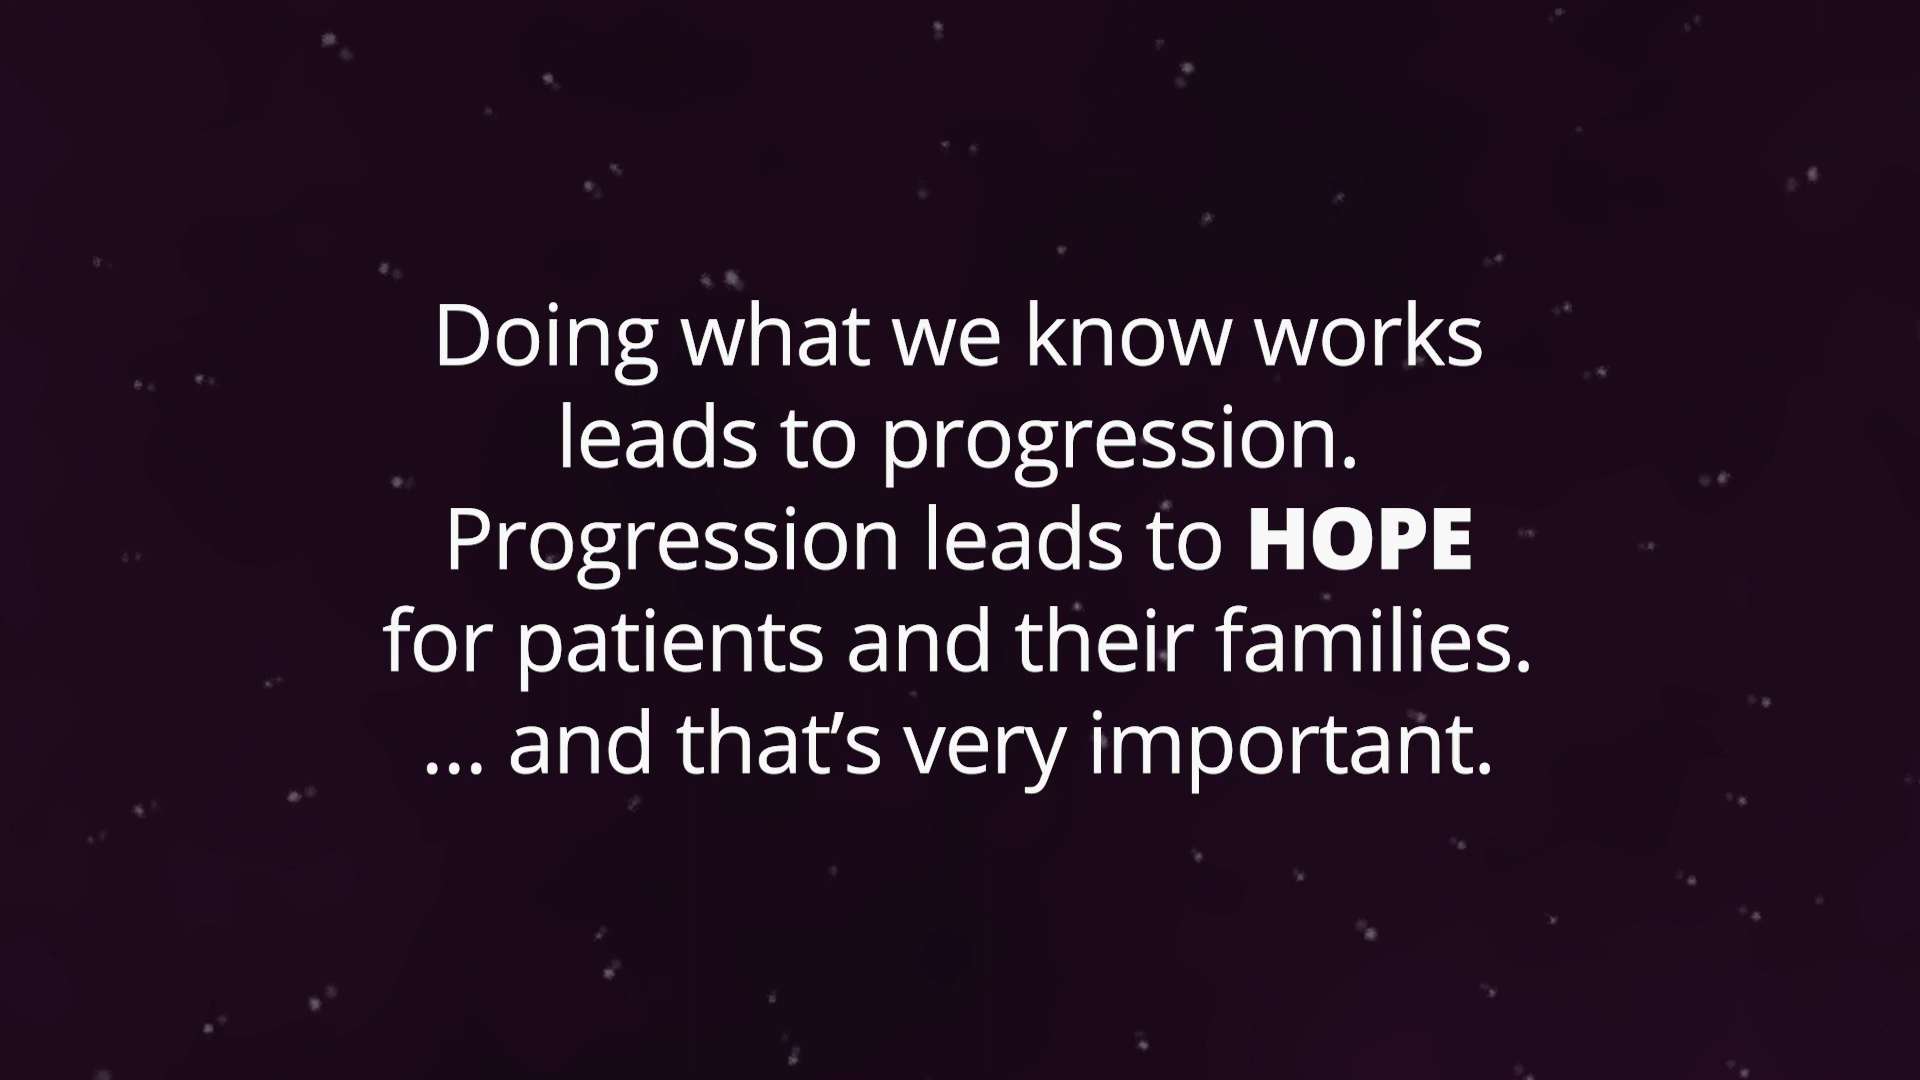 Doing what we know works
leads to progression.
Progression leads to HOPE
for patients and their families.
... and that’s very important.